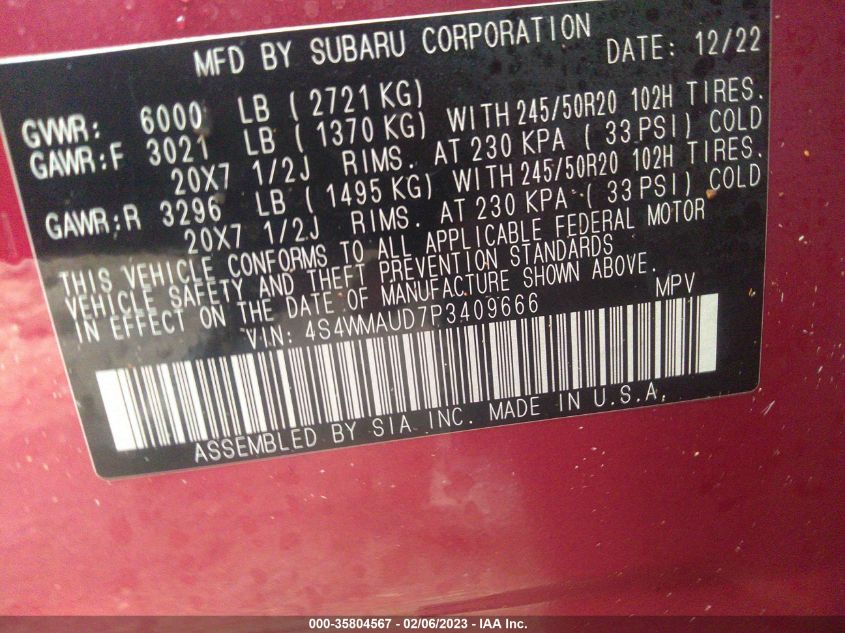 MFD BY SUBARU CORPORATION DATE: 12/22
GVWR: 6000 LB ( 2721 KG)
GAWR:F 3021 LB ( 1370 KG) WITH 245/50R20 102H TIRES.
20X7 1/2J RIMS. AT 230 KPA ( 33 PSI) COLD
GAWR:R 3296 LB ( 1495 KG) WITH 245/50R20 102H TIRES.
20X7 1/2J RIMS. AT 230 KPA ( 33 PSI) COLD
THIS VEHICLE CONFORMS TO ALL APPLICABLE FEDERAL MOTOR
VEHICLE SAFETY AND THEFT PREVENTION STANDARDS
IN EFFECT ON THE DATE OF MANUFACTURE SHOWN ABOVE.
VIN: 4S4WMAUD7P3409666 MPV
ASSEMBLED BY SIA INC. MADE IN U.S.A.
000-35804567 - 02/06/2023 - IAA Inc.